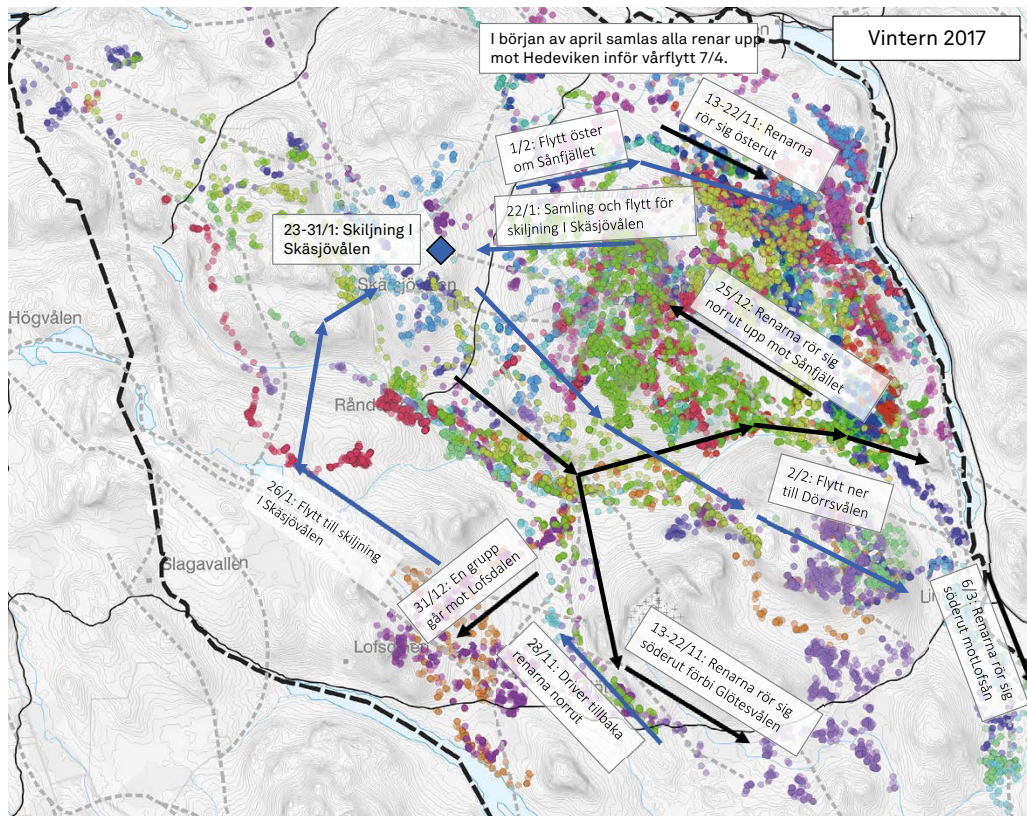 Vintern 2017
I början av april samlas alla renar upp
mot Hedeviken inför vårflytt 7/4.
13-22/11: Renarna
rör sig österut
1/2: Flytt öster
om Sånfjället
22/1: Samling och flytt för
skiljning I Skäsjövålen
23-31/1: Skiljning I
Skäsjövålen
25/12: Renarna rör sig
norrut upp mot Sånfjället
Högvålen
2/2: Flytt ner
till Dörrsvålen
26/1: Flytt till skiljning
I Skäsjövålen
Slagavallen
31/12: En grupp
går mot Lofsdalen
6/3: Renarna rör sig
söderut motLofsån
13-22/11: Renarna rör sig
söderut förbi Glötesvålen
28/11: Driver tillbaka
renarna norrut